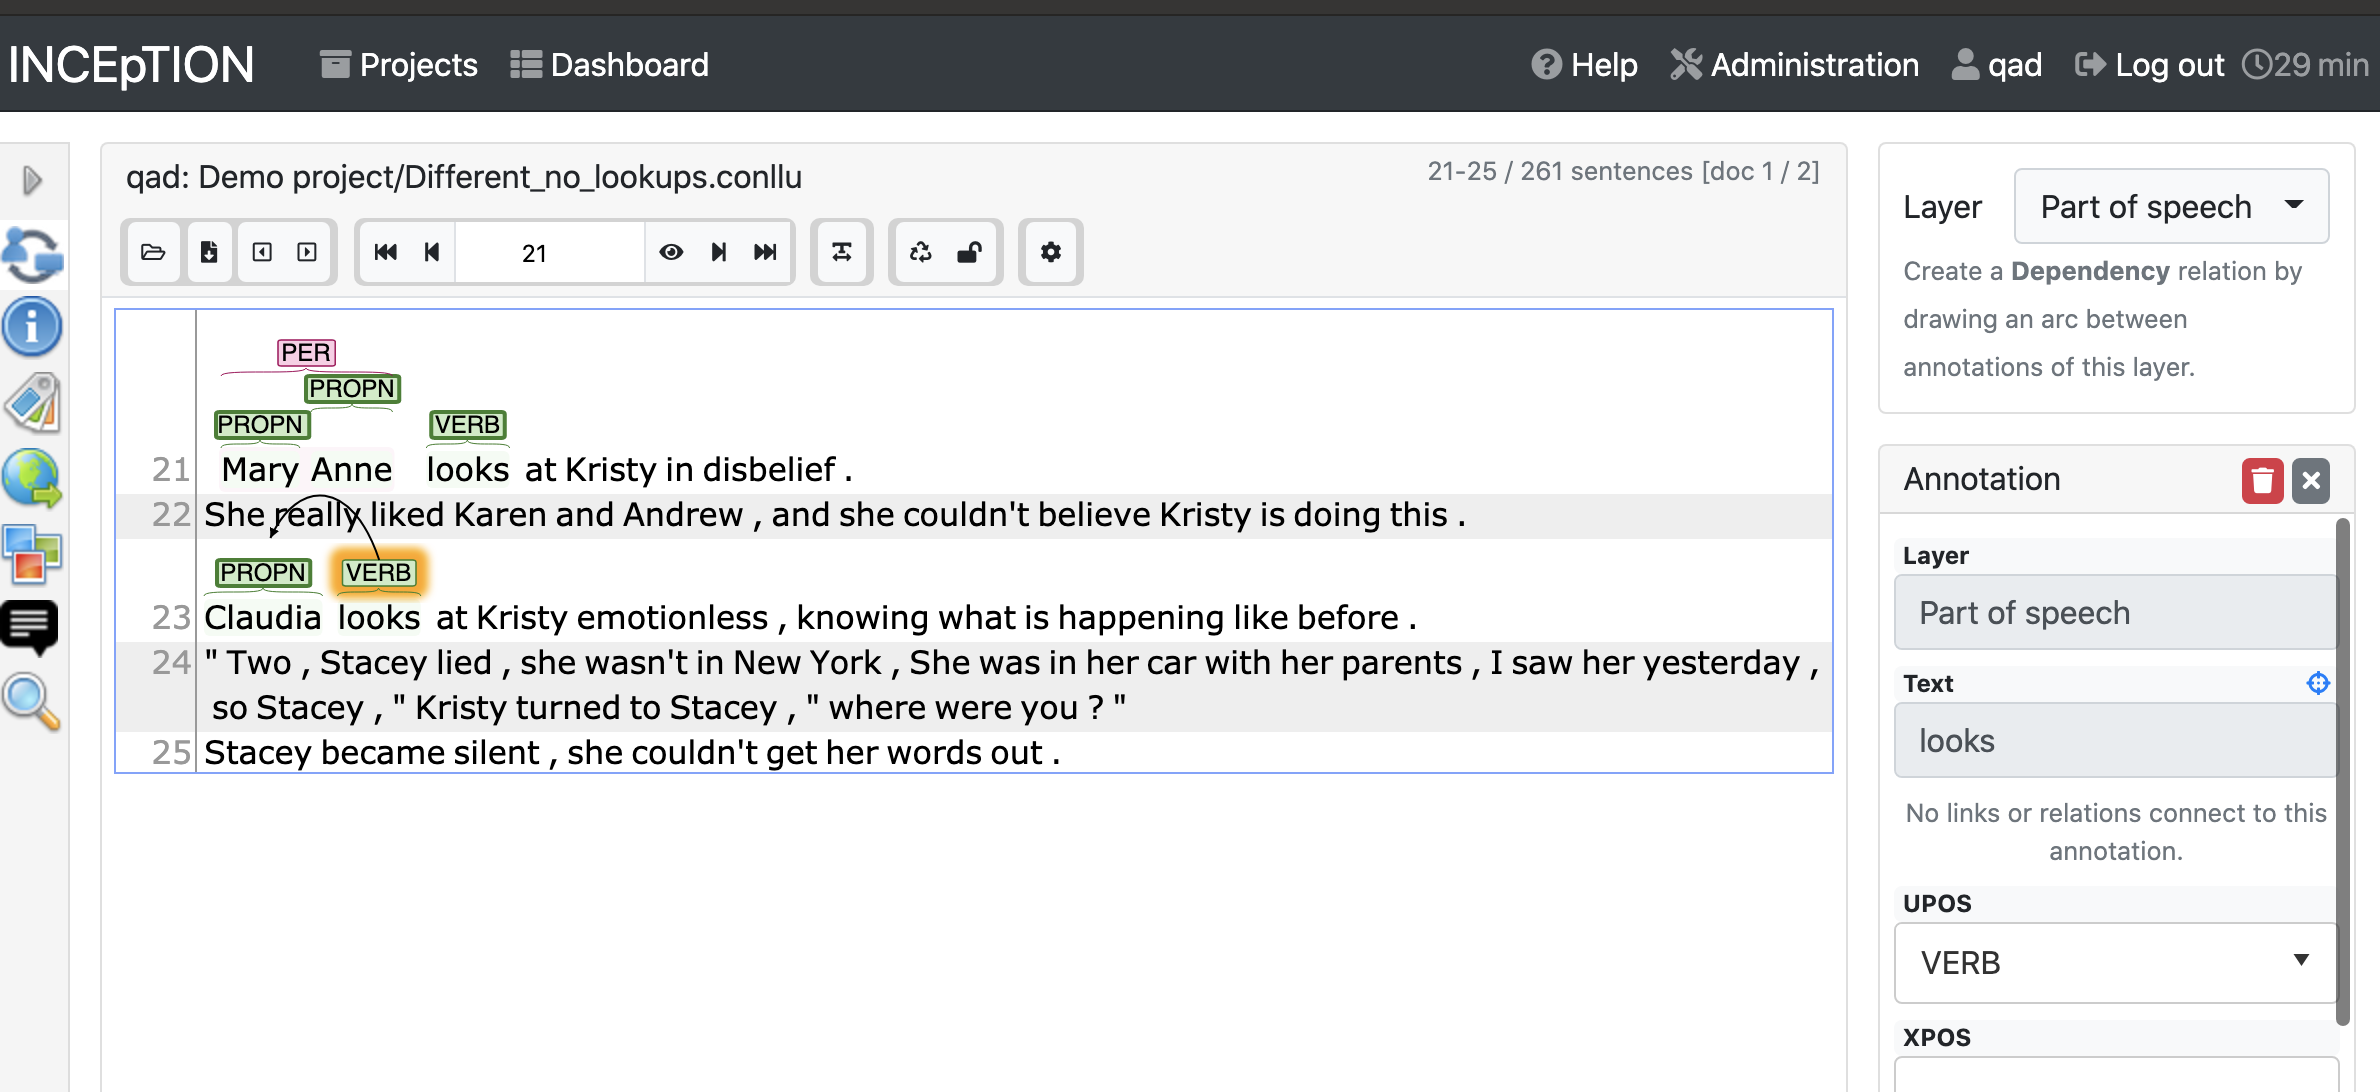 INCEpTION Projects Dashboard Help Administration qad Log out 29 min
qad: Demo project/Different_no_lookups.conllu
21-25 / 261 sentences [doc 1 / 2]
21
PER
PROPN
PROPN VERB
21 Mary Anne looks at Kristy in disbelief .
22 She really liked Karen and Andrew , and she couldn't believe Kristy is doing this .
PROPN VERB
23 Claudia looks at Kristy emotionless , knowing what is happening like before .
24 " Two , Stacey lied , she wasn't in New York , She was in her car with her parents , I saw her yesterday ,
so Stacey , " Kristy turned to Stacey , " where were you ? "
25 Stacey became silent , she couldn't get her words out .
Layer Part of speech
Create a Dependency relation by
drawing an arc between
annotations of this layer.
Annotation
Layer
Part of speech
Text
looks
No links or relations connect to this
annotation.
UPOS
VERB
XPOS